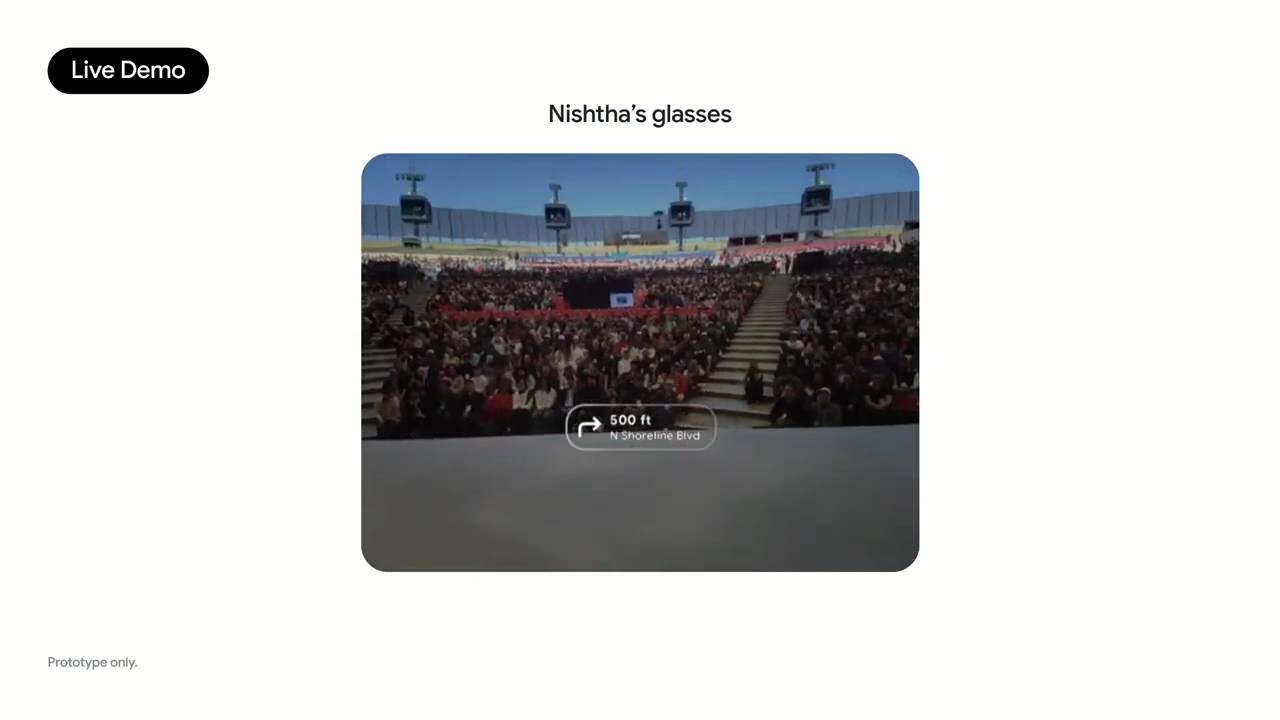 Live Demo
Nishtha’s glasses
500 ft
N Shoreline Blvd
Prototype only.